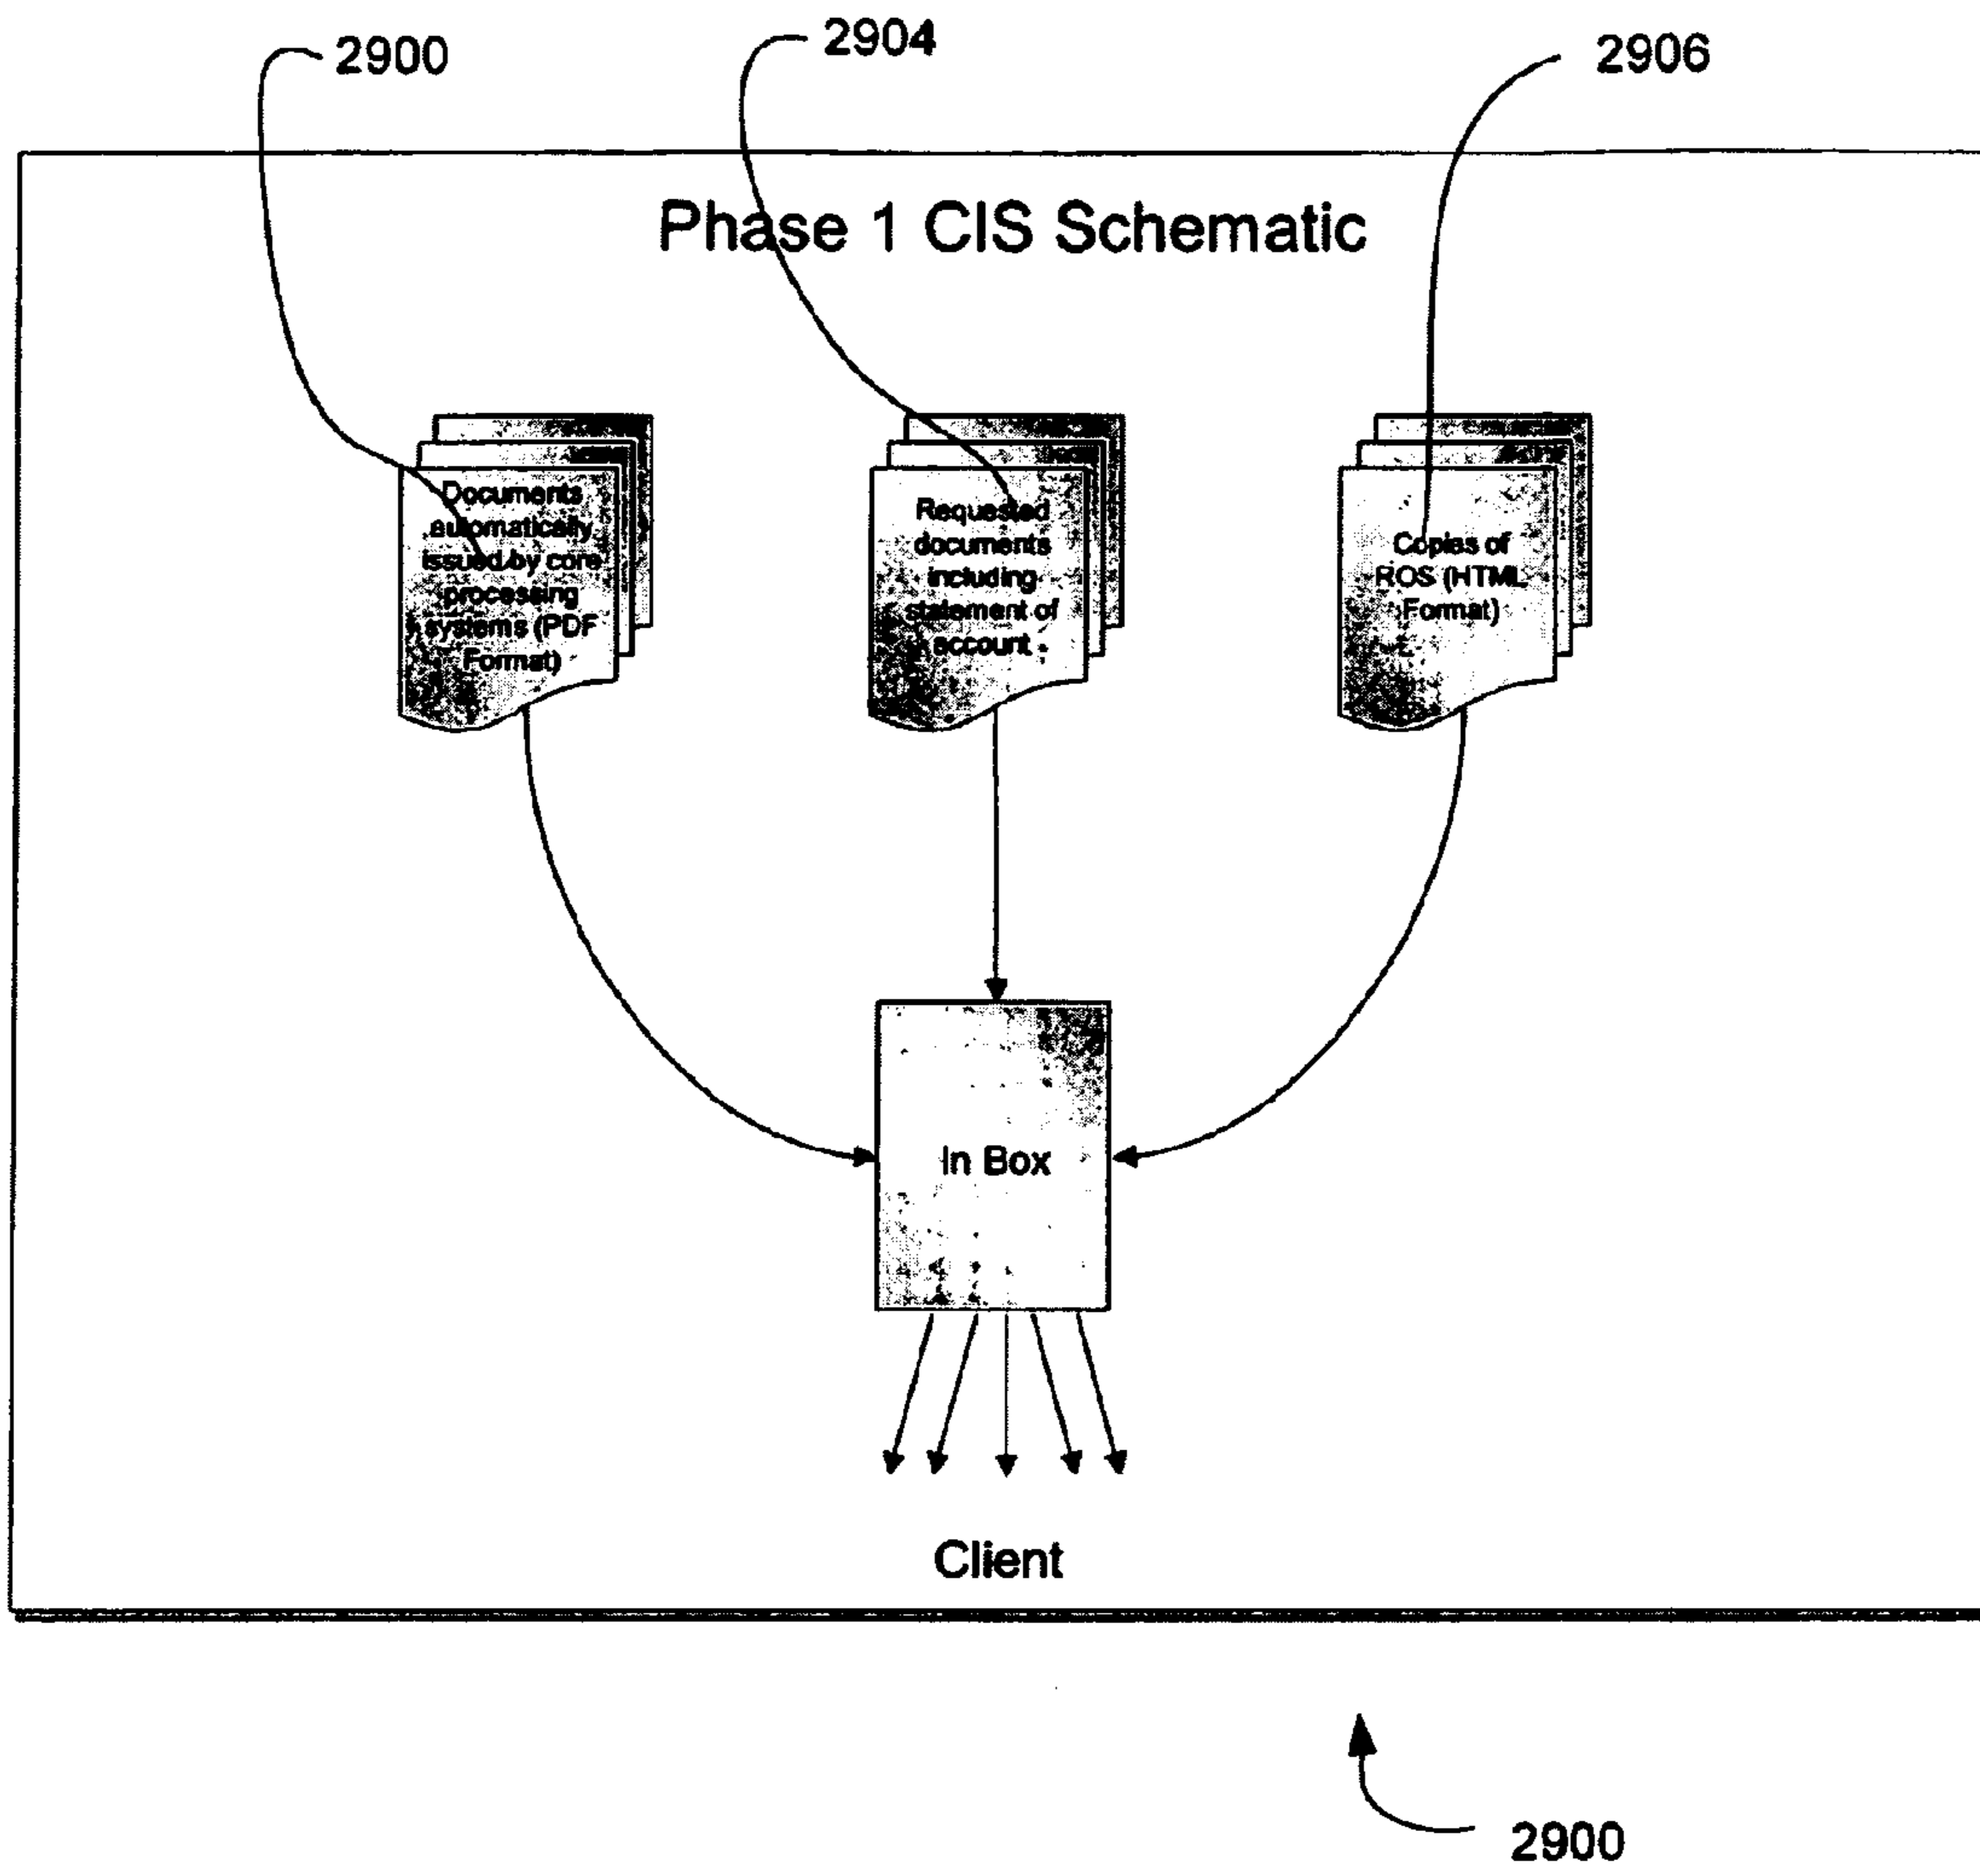 2900
2904
2906
Phase 1 CIS Schematic
Documents
automatically
issued by core
processing
systems (PDF
Format)
Requested
documents
including
statement of
account
Copies of
ROS (HTML
Format)
In Box
Client
2900